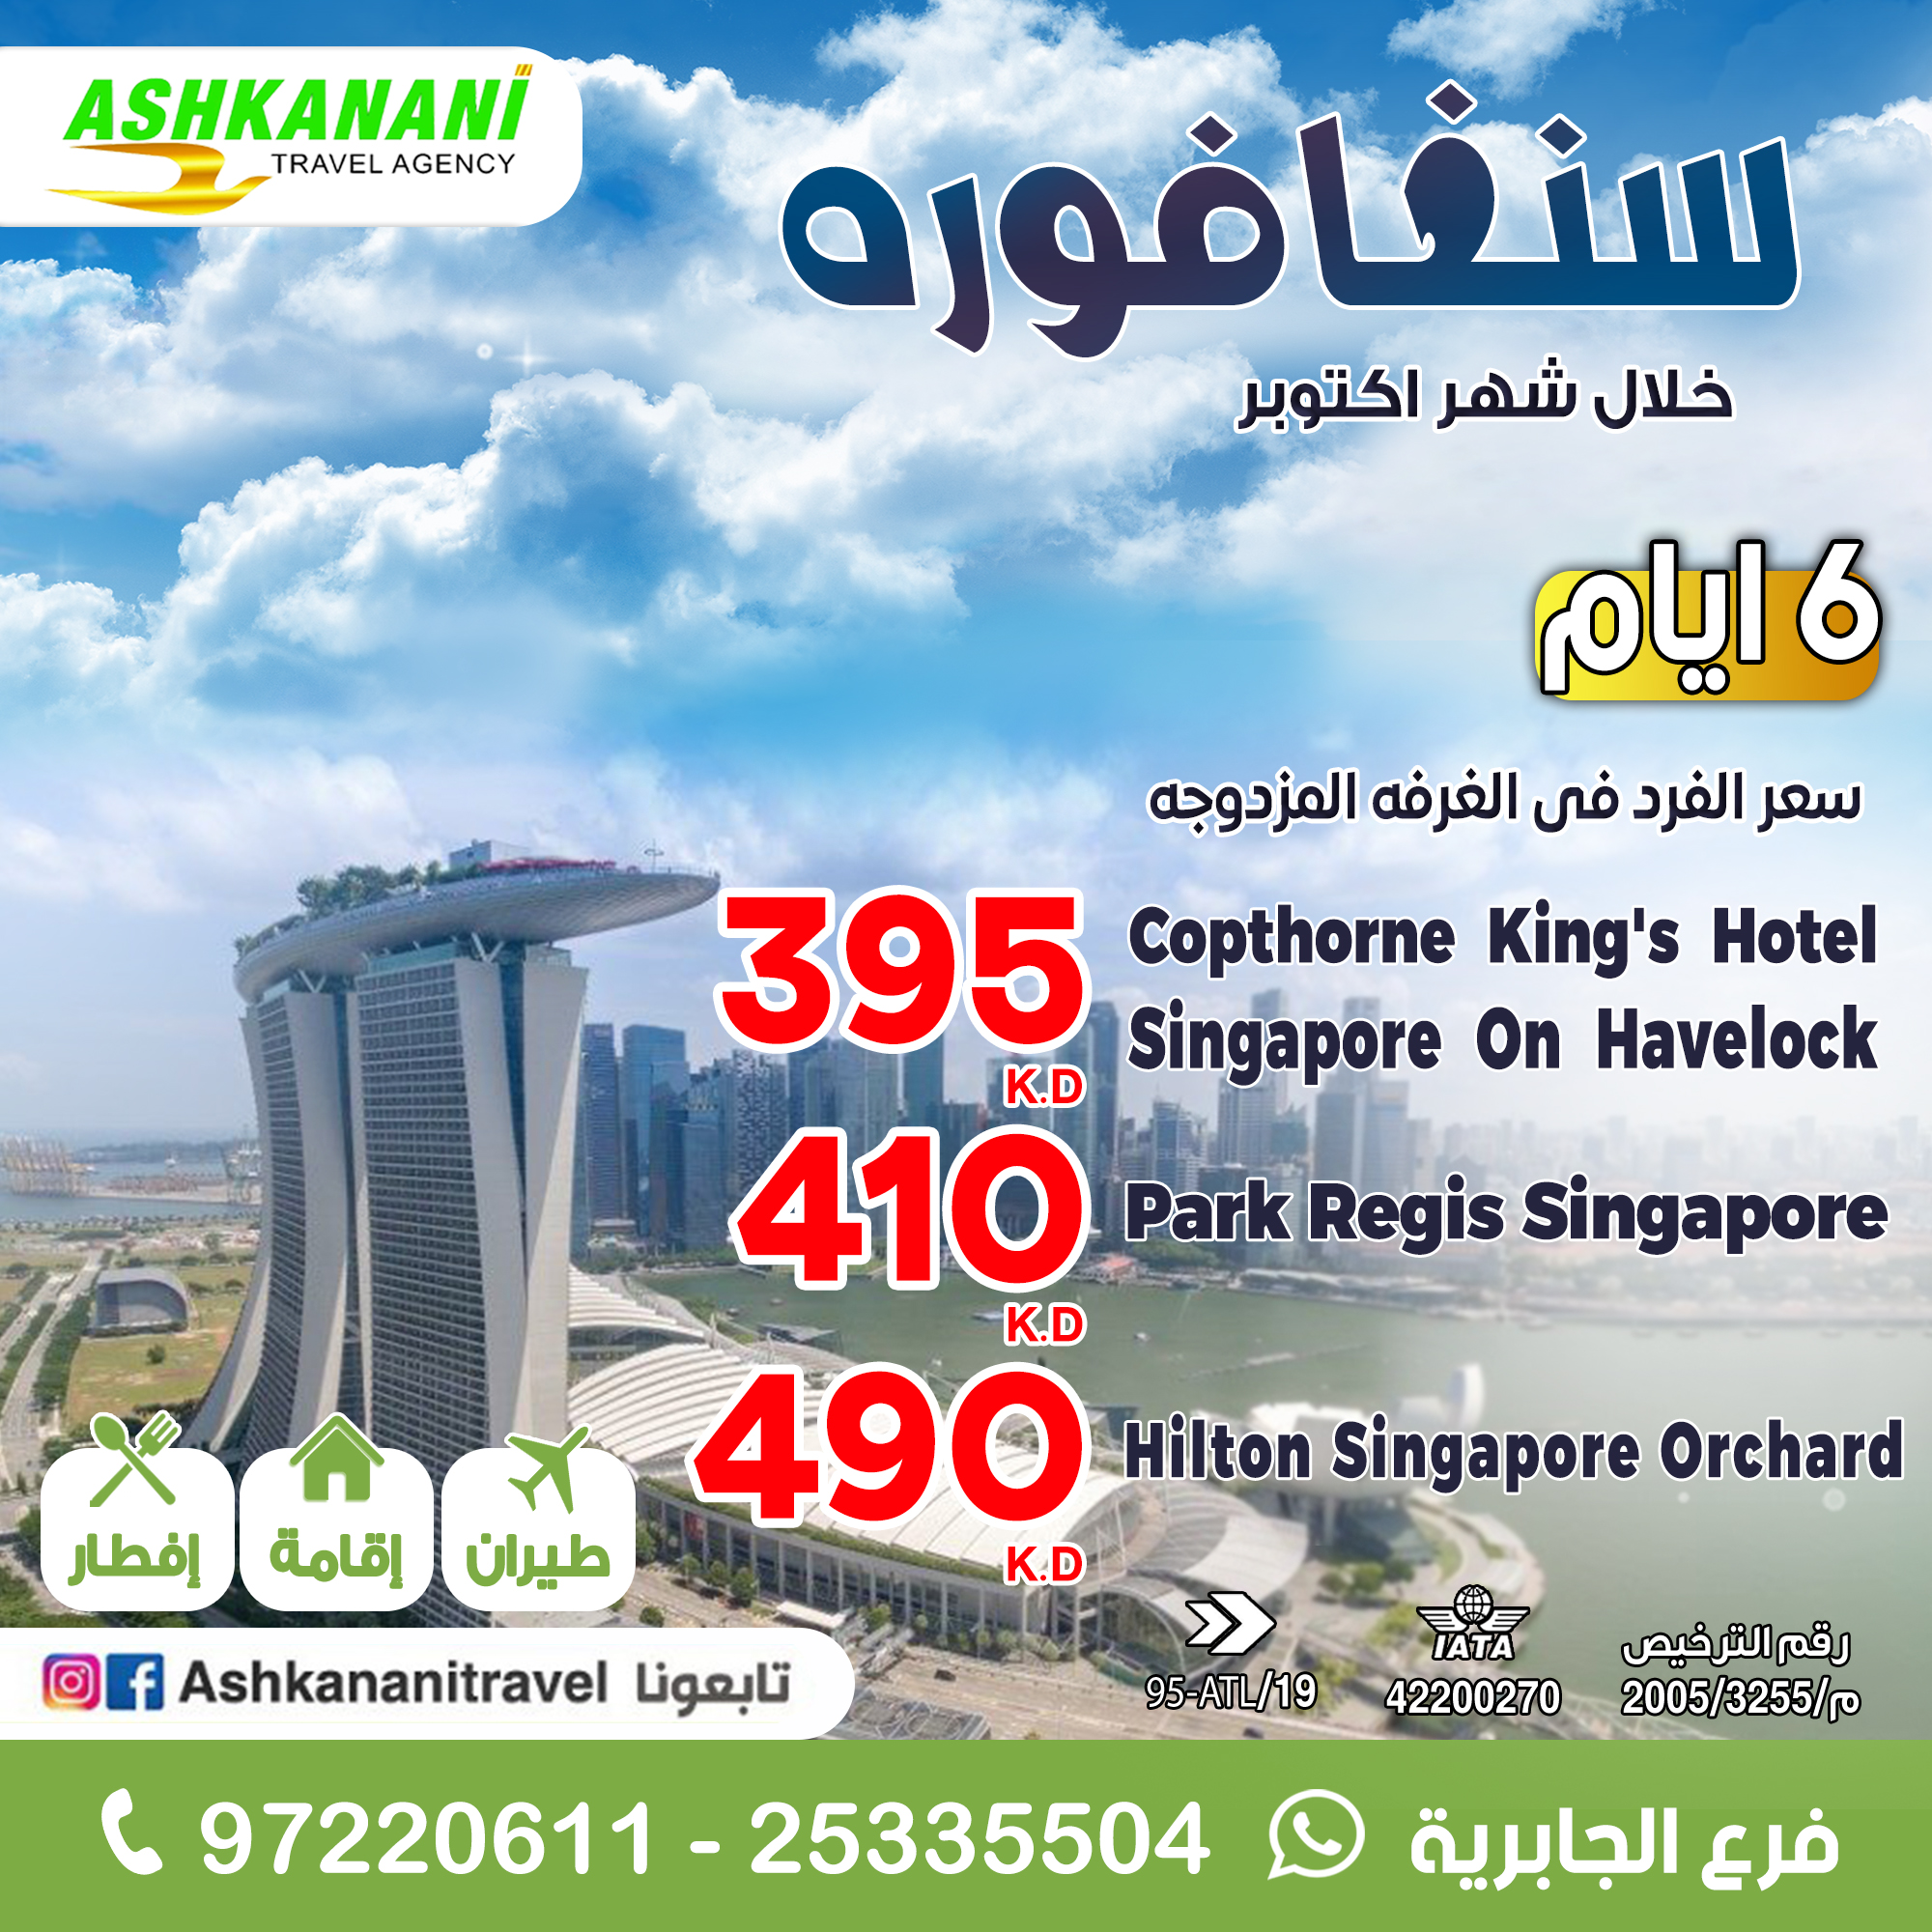 ASHKANANI
TRAVEL AGENCY
سنغافوره
خلال شهر اكتوبر
6 ايام
سعر الفرد فى الغرفه المزدوجه
395 K.D
Copthorne King's Hotel
Singapore On Havelock
410 K.D
Park Regis Singapore
490 K.D
Hilton Singapore Orchard
طيران
إقامة
إفطار
تابعونا Ashkananitravel
95-ATL/19
IATA
42200270
رقم الترخيص
م/2005/3255
فرع الجابرية
97220611 - 25335504